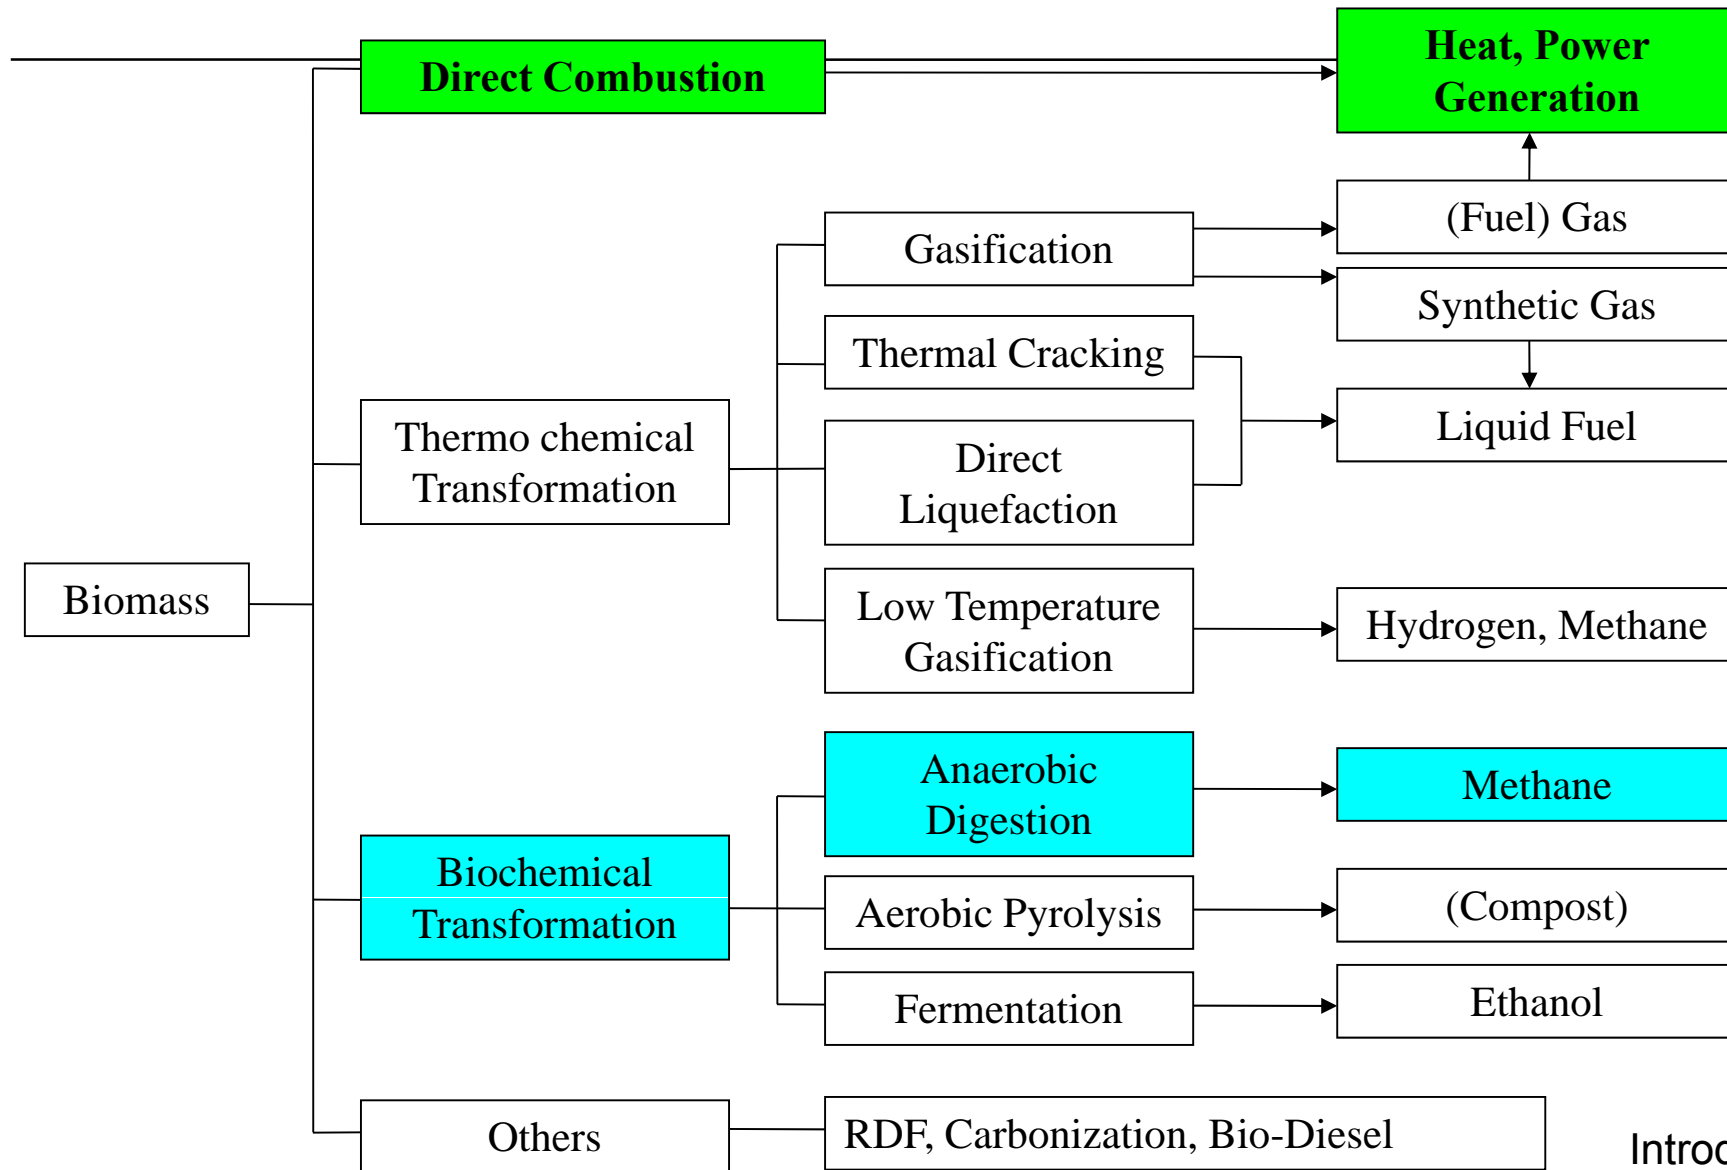 Direct Combustion
Heat, Power
Generation
(Fuel) Gas
Gasification
Synthetic Gas
Thermal Cracking
Thermo chemical
Transformation
Liquid Fuel
Direct
Liquefaction
Biomass
Low Temperature
Gasification
Hydrogen, Methane
Anaerobic
Digestion
Methane
Biochemical
Transformation
Aerobic Pyrolysis
(Compost)
Fermentation
Ethanol
Others
RDF, Carbonization, Bio-Diesel